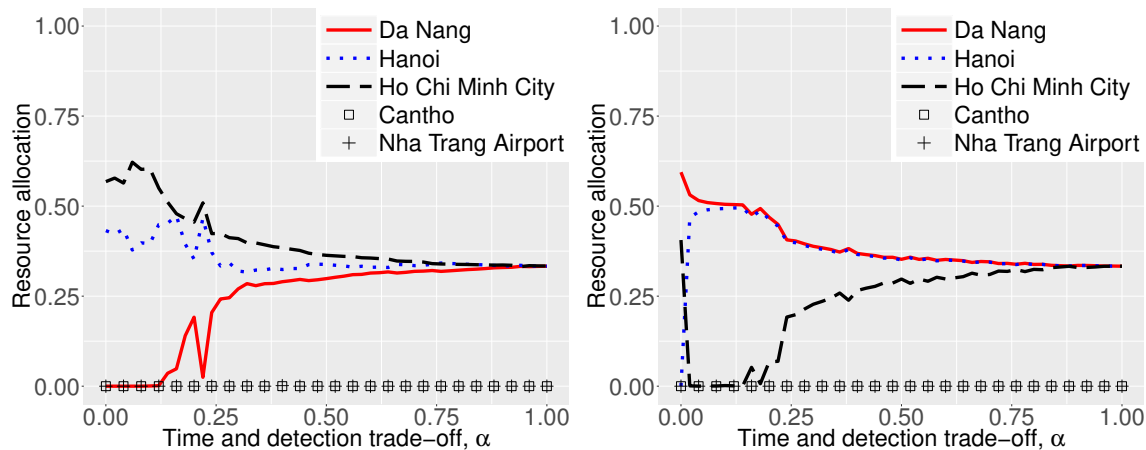 Resource allocation
1.00
0.75
0.50
0.25
0.00
Da Nang
Hanoi
Ho Chi Minh City
Cantho
Nha Trang Airport
0.00 0.25 0.50 0.75 1.00
Time and detection trade-off, α
Resource allocation
1.00
0.75
0.50
0.25
0.00
Da Nang
Hanoi
Ho Chi Minh City
Cantho
Nha Trang Airport
0.00 0.25 0.50 0.75 1.00
Time and detection trade-off, α